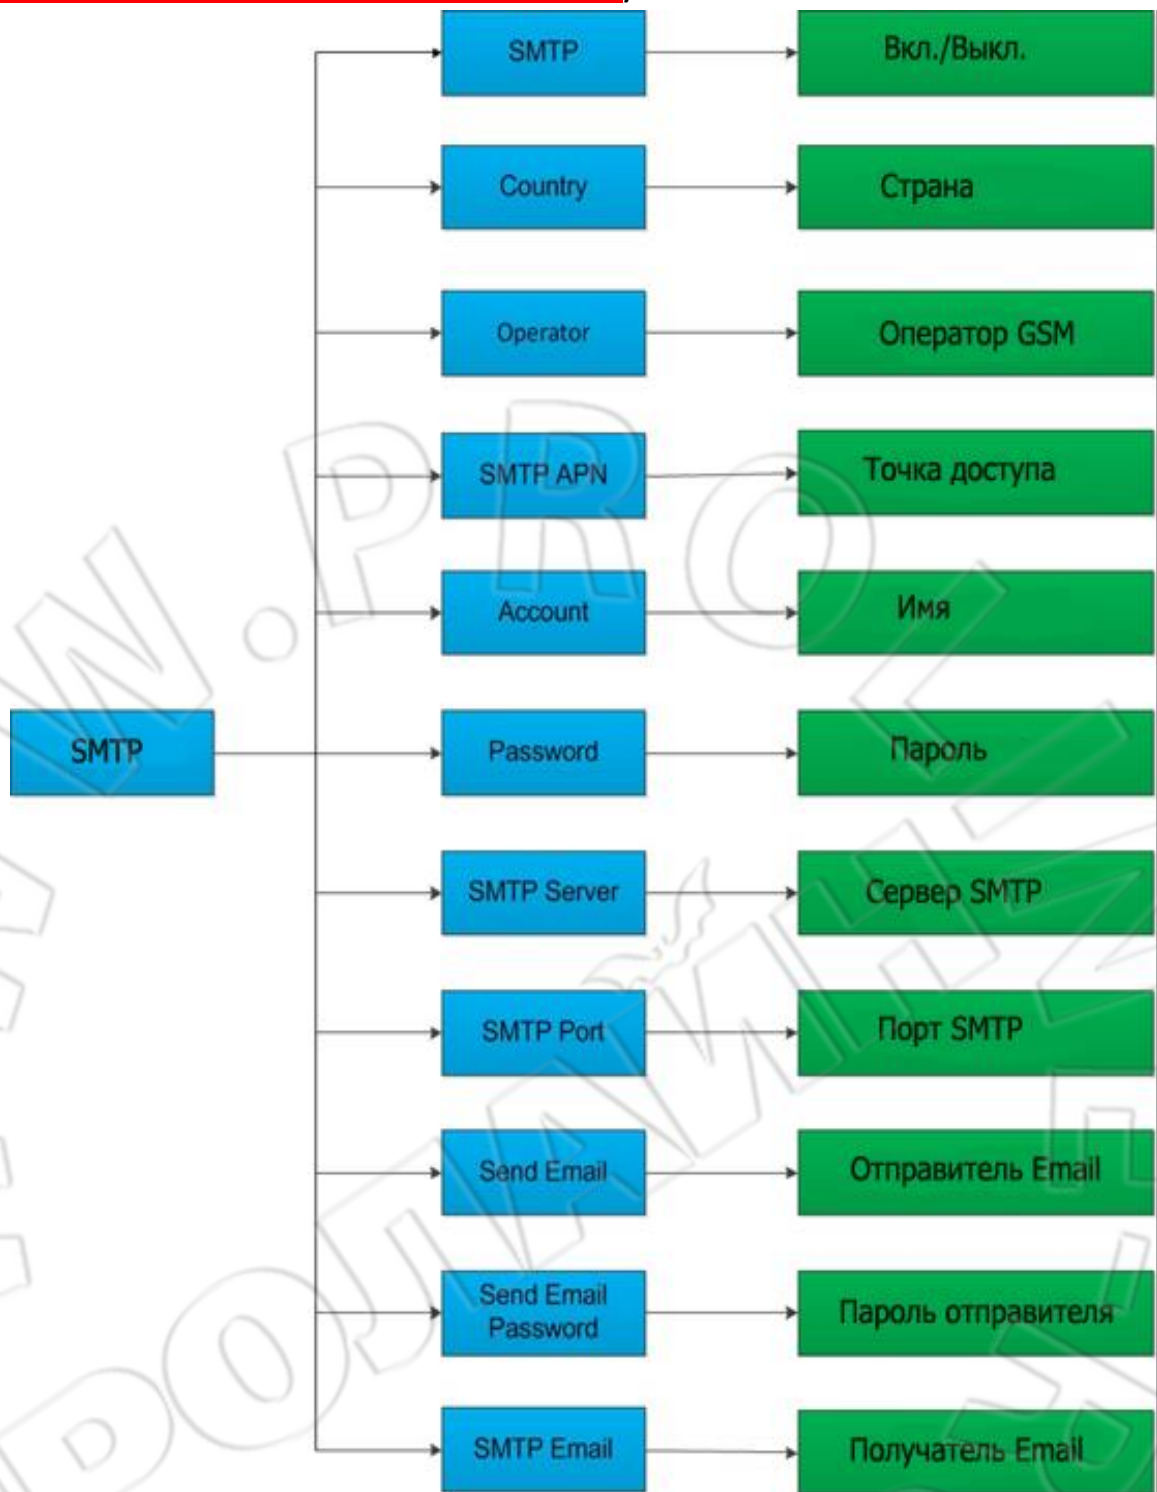 SMTP
Вкл./Выкл.
Country
Страна
Operator
Оператор GSM
SMTP APN
Точка доступа
Account
Имя
SMTP
Password
Пароль
SMTP Server
Сервер SMTP
SMTP Port
Порт SMTP
Send Email
Отправитель Email
Send Email
Password
Пароль отправителя
SMTP Email
Получатель Email